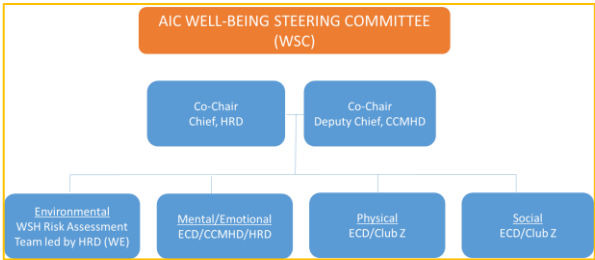 AIC WELL-BEING STEERING COMMITTEE
(WSC)
Co-Chair
Chief, HRD
Co-Chair
Deputy Chief, CCMHD
Environmental
WSH Risk Assessment
Team led by HRD (WE)
Mental/Emotional
ECD/CCMHD/HRD
Physical
ECD/Club Z
Social
ECD/Club Z